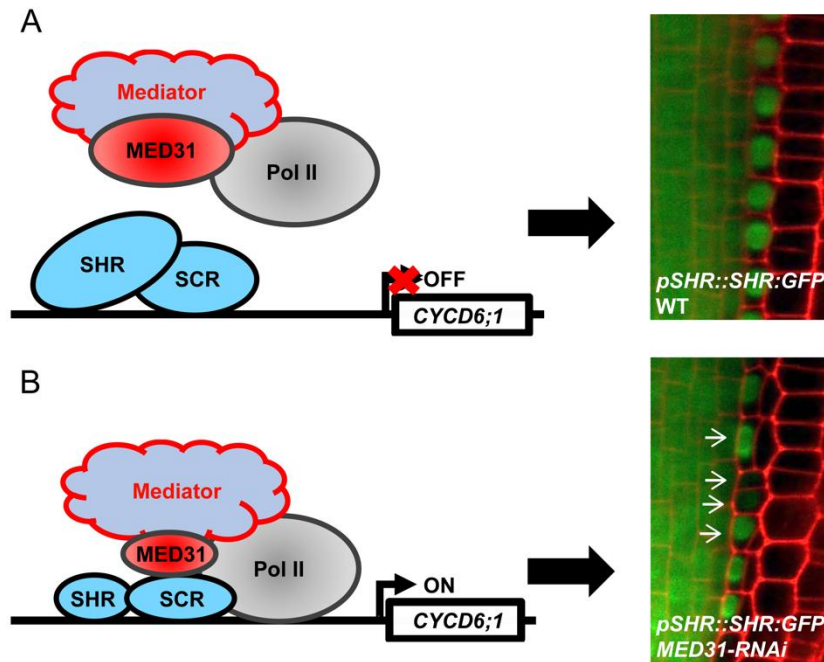 A
Mediator
MED31
Pol II
SHR
SCR
OFF
CYCD6;1
pSHR::SHR:GFP
WT
B
Mediator
MED31
Pol II
SHR
SCR
ON
CYCD6;1
pSHR::SHR:GFP
MED31-RNAi